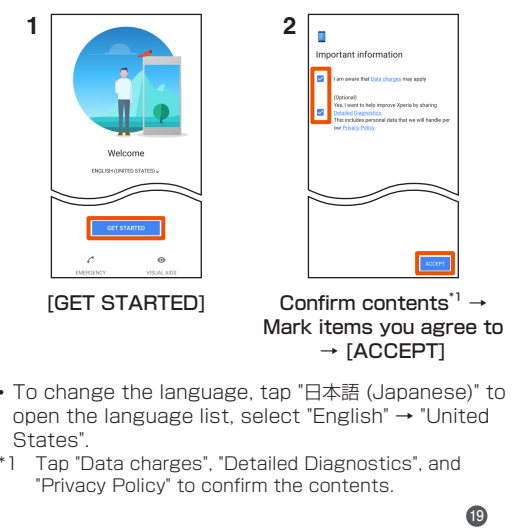 1
Welcome
ENGLISH (UNITED STATES)
GET STARTED
EMERGENCY
VISUAL AIDS
[GET STARTED]
2
Important information
I am aware that Data charges may apply
(Optional)
Yes, I want to help improve Xperia by sharing
Detailed Diagnostics.
This includes personal data that we will handle per
our Privacy Policy.
ACCEPT
Confirm contents*1 →
Mark items you agree to
→ [ACCEPT]
• To change the language, tap "日本語 (Japanese)" to
open the language list, select "English" → "United
States".
*1 Tap "Data charges", "Detailed Diagnostics", and
"Privacy Policy" to confirm the contents.
19